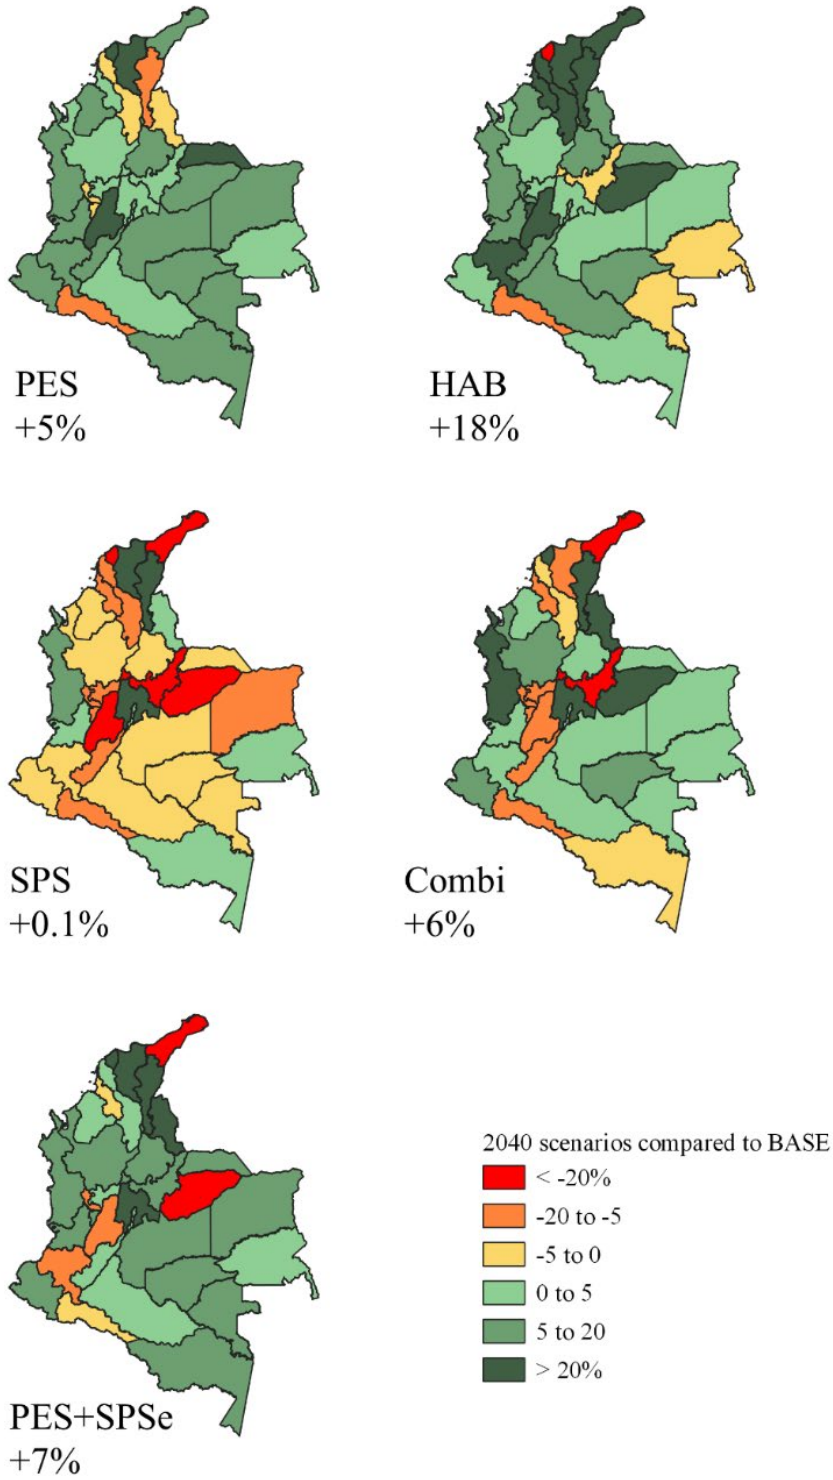 PES
+5%
HAB
+18%
SPS
+0.1%
Combi
+6%
PES+SPSe
+7%
2040 scenarios compared to BASE
< -20%
-20 to -5
-5 to 0
0 to 5
5 to 20
> 20%